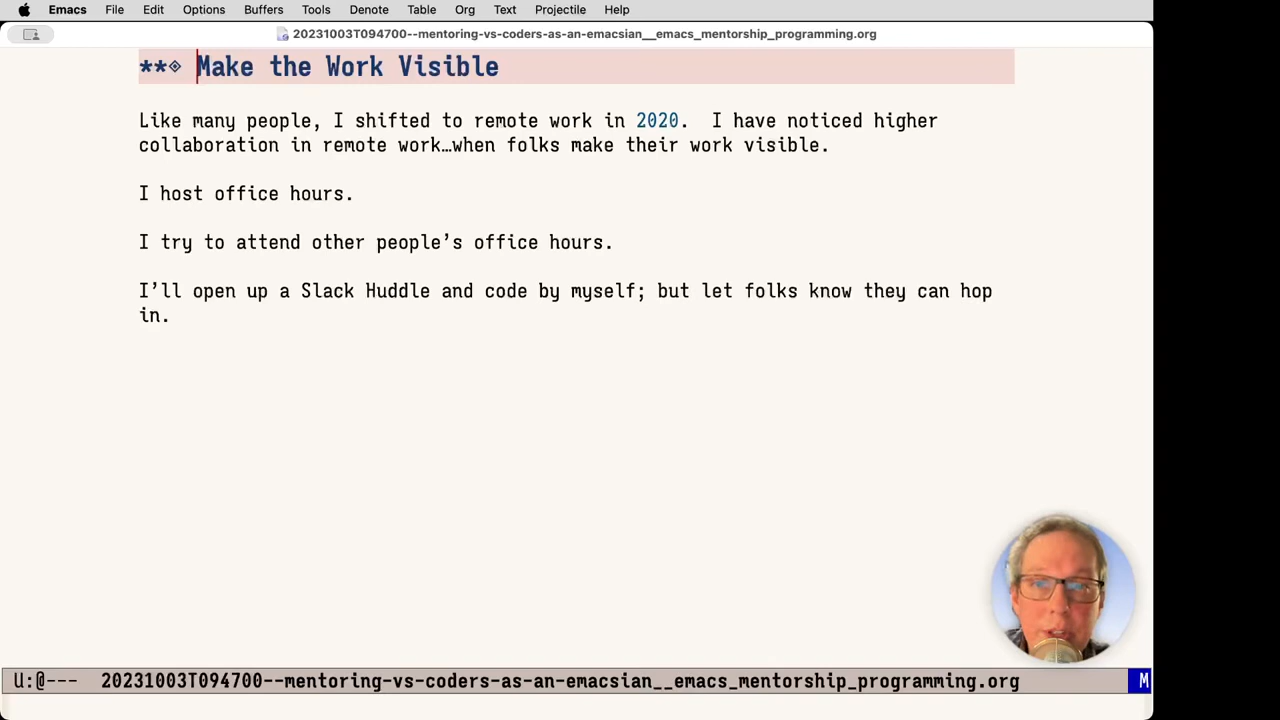 Emacs File Edit Options Buffers Tools Denote Table Org Text Projectile Help
20231003T094700--mentoring-vs-coders-as-an-emacsian__emacs_mentorship_programming.org
**◈ Make the Work Visible
Like many people, I shifted to remote work in 2020.  I have noticed higher
collaboration in remote work…when folks make their work visible.
I host office hours.
I try to attend other people’s office hours.
I’ll open up a Slack Huddle and code by myself; but let folks know they can hop
in.
U:@---  20231003T094700--mentoring-vs-coders-as-an-emacsian__emacs_mentorship_programming.org M